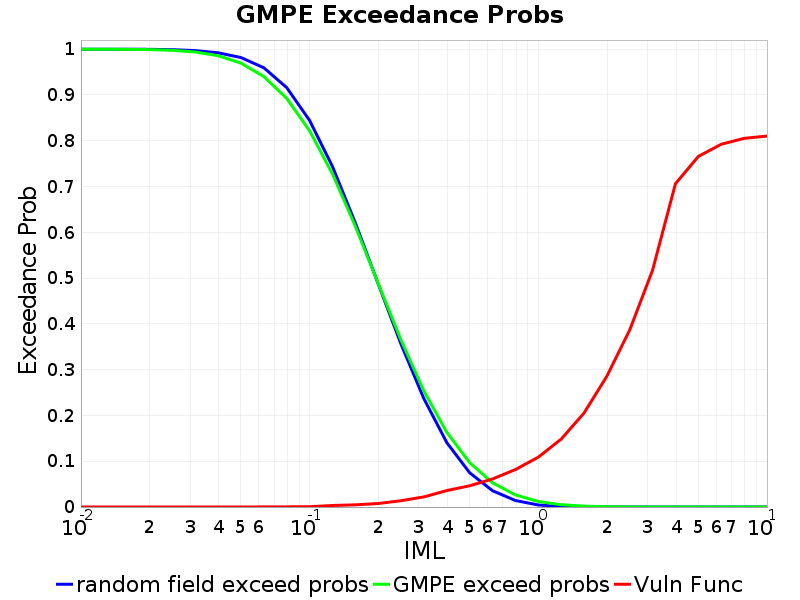 GMPE Exceedance Probs
Exceedance Prob
1
0.9
0.8
0.7
0.6
0.5
0.4
0.3
0.2
0.1
0
10^-2 2 3 4 5 6 10^-1 2 3 4 5 6 7 10^0 2 3 4 5 6 7 10^1
IML
random field exceed probs GMPE exceed probs Vuln Func